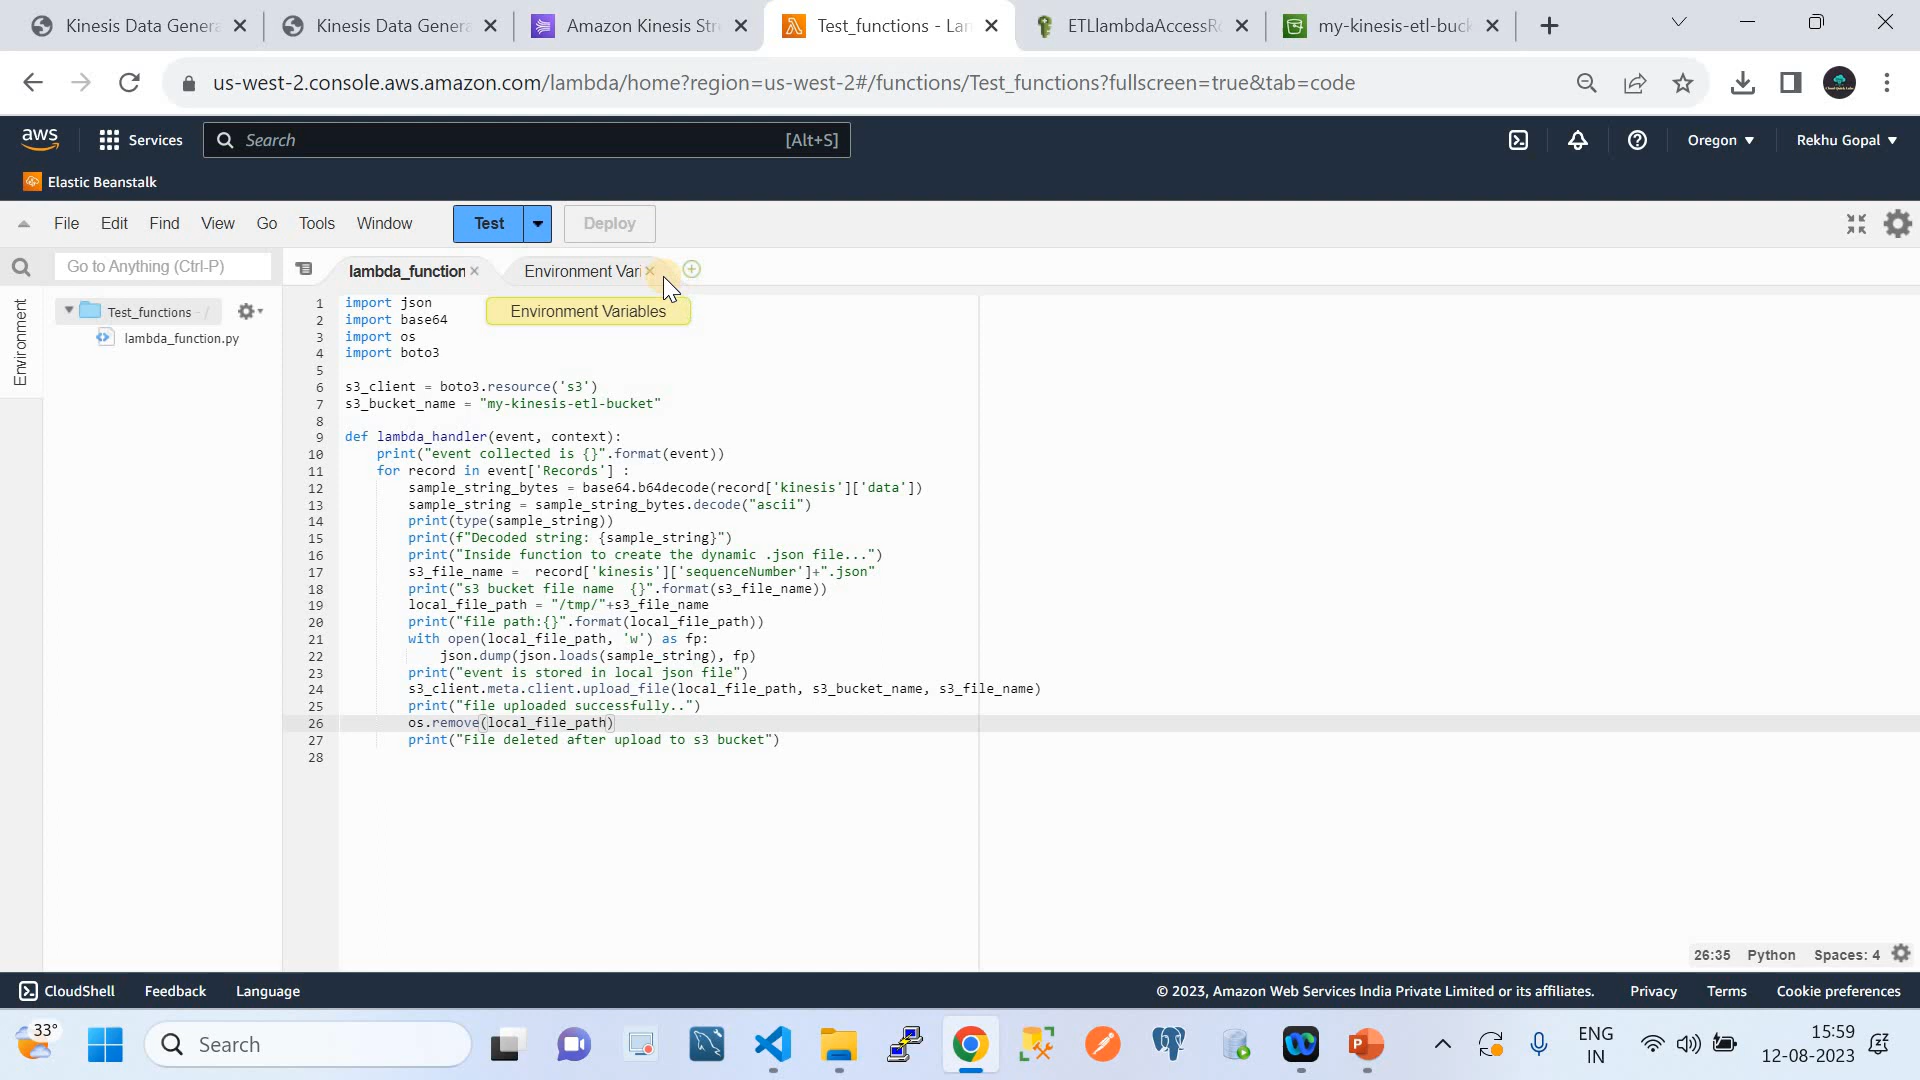 Kinesis Data Genera
Kinesis Data Genera
Amazon Kinesis Str
Test_functions - Lam
ETLlambdaAccessRo
my-kinesis-etl-buck
us-west-2.console.aws.amazon.com/lambda/home?region=us-west-2#/functions/Test_functions?fullscreen=true&tab=code
aws
Services
Search
[Alt+S]
Oregon
Rekhu Gopal
Elastic Beanstalk
File Edit Find View Go Tools Window
Test
Deploy
Go to Anything (Ctrl-P)
lambda_function
Environment Vari
Environment Variables
Environment
Test_functions - /
lambda_function.py
1 import json
2 import base64
3 import os
4 import boto3
5
6 s3_client = boto3.resource('s3')
7 s3_bucket_name = "my-kinesis-etl-bucket"
8
9 def lambda_handler(event, context):
10 print("event collected is {}".format(event))
11 for record in event['Records'] :
12 sample_string_bytes = base64.b64decode(record['kinesis']['data'])
13 sample_string = sample_string_bytes.decode("ascii")
14 print(type(sample_string))
15 print(f"Decoded string: {sample_string}")
16 print("Inside function to create the dynamic .json file...")
17 s3_file_name =  record['kinesis']['sequenceNumber']+".json"
18 print("s3 bucket file name  {}".format(s3_file_name))
19 local_file_path = "/tmp/"+s3_file_name
20 print("file path:{}".format(local_file_path))
21 with open(local_file_path, 'w') as fp:
22 json.dump(json.loads(sample_string), fp)
23 print("event is stored in local json file")
24 s3_client.meta.client.upload_file(local_file_path, s3_bucket_name, s3_file_name)
25 print("file uploaded successfully..")
26 os.remove(local_file_path)
27 print("File deleted after upload to s3 bucket")
28
26:35 Python Spaces: 4
CloudShell Feedback Language
© 2023, Amazon Web Services India Private Limited or its affiliates. Privacy Terms Cookie preferences
33°
Search
ENG
IN
15:59
12-08-2023